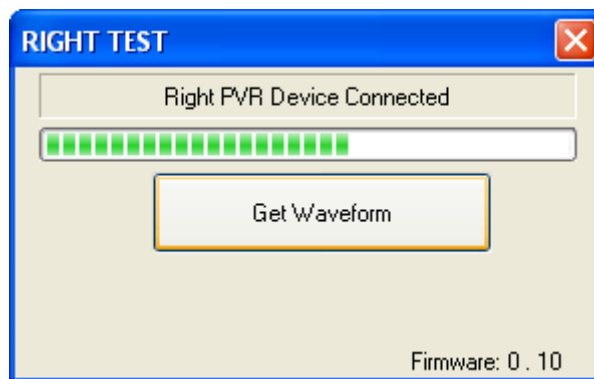 RIGHT TEST
Right PVR Device Connected
Get Waveform
Firmware: 0 . 10